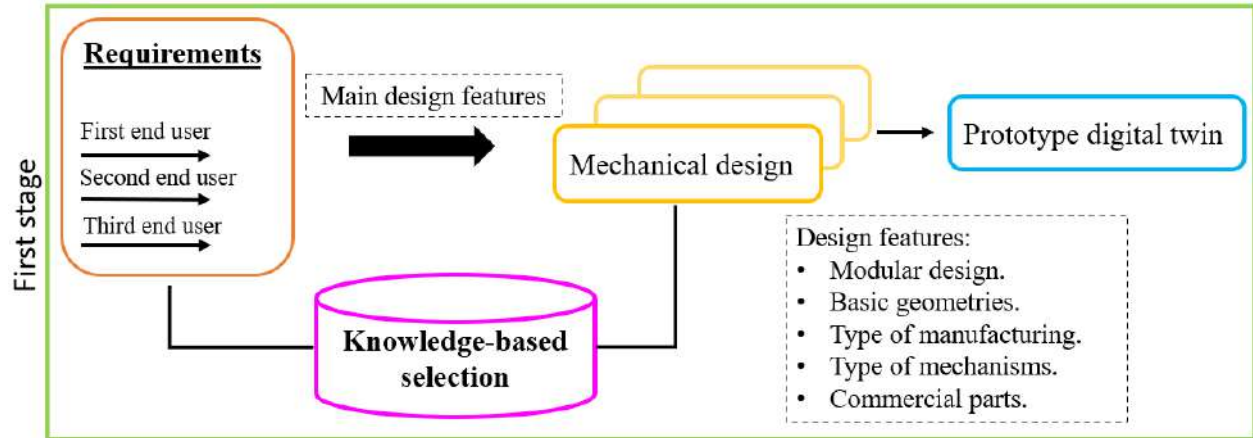 First stage
Requirements
First end user
Second end user
Third end user
Main design features
Mechanical design
Prototype digital twin
Knowledge-based
selection
Design features:
• Modular design.
• Basic geometries.
• Type of manufacturing.
• Type of mechanisms.
• Commercial parts.